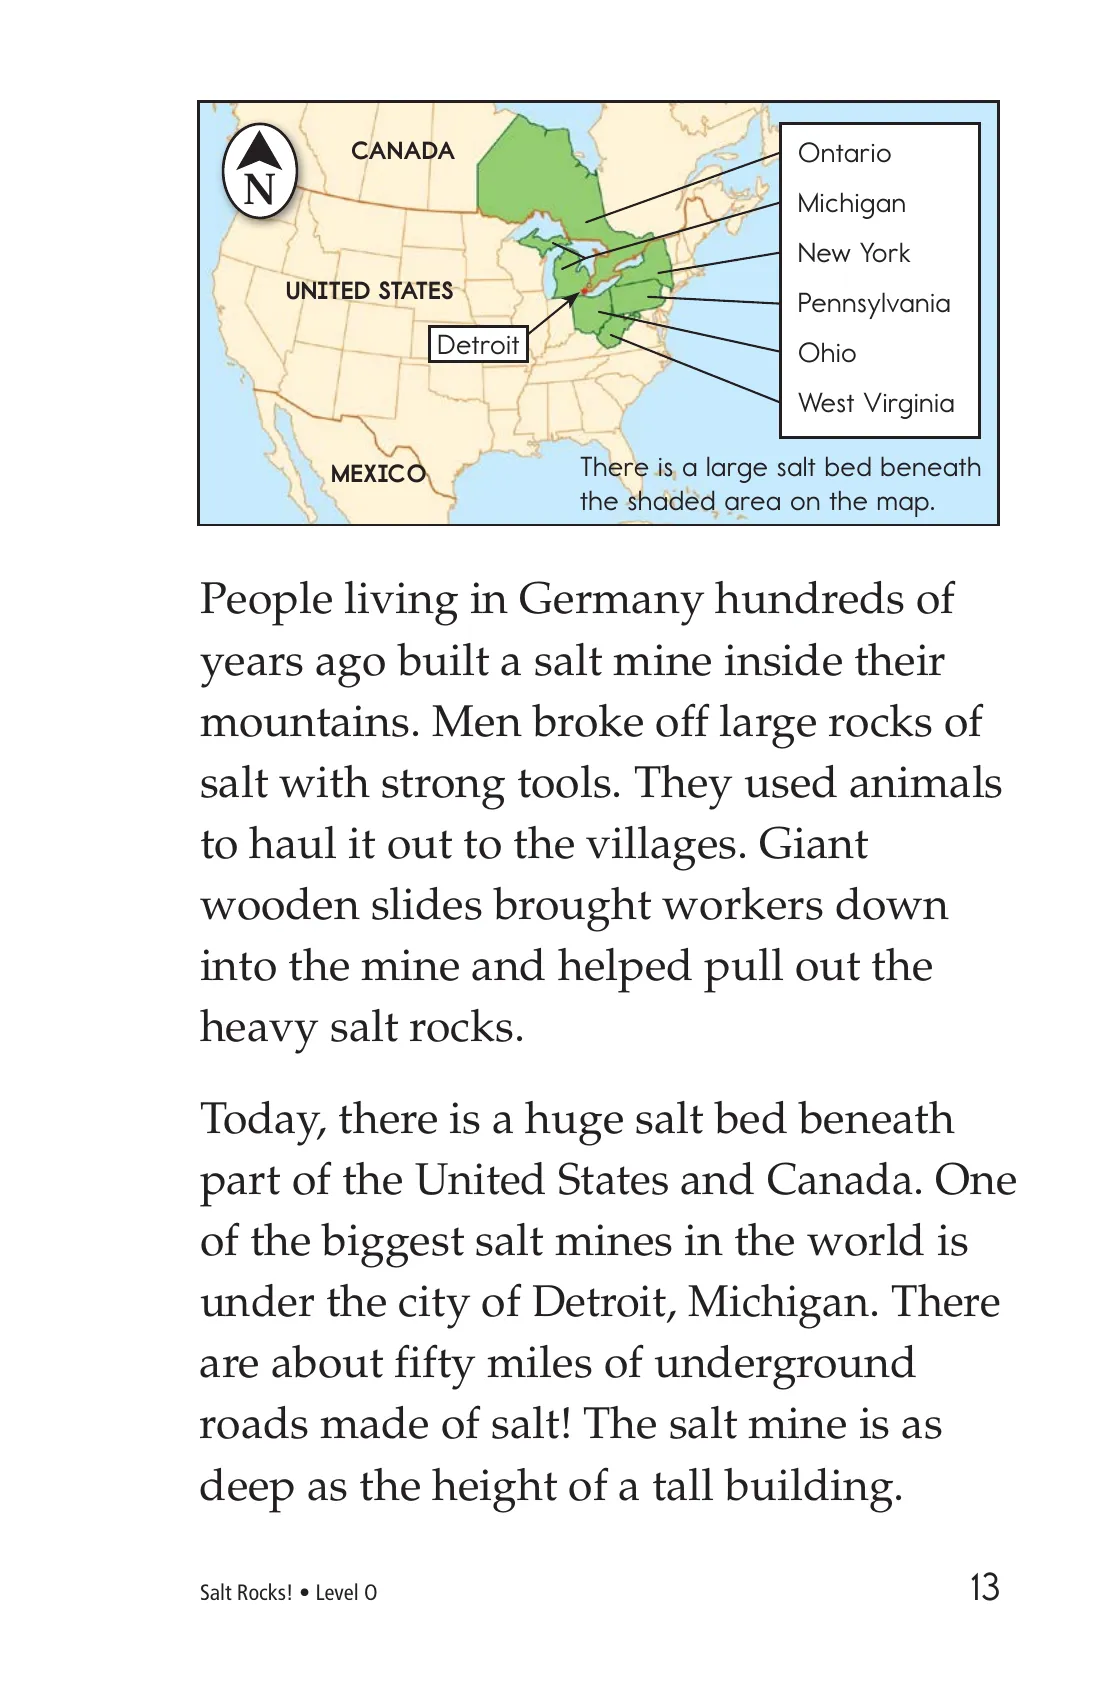 CANADA
N
UNITED STATES
Detroit
MEXICO
Ontario
Michigan
New York
Pennsylvania
Ohio
West Virginia
There is a large salt bed beneath
the shaded area on the map.
People living in Germany hundreds of
years ago built a salt mine inside their
mountains. Men broke off large rocks of
salt with strong tools. They used animals
to haul it out to the villages. Giant
wooden slides brought workers down
into the mine and helped pull out the
heavy salt rocks.
Today, there is a huge salt bed beneath
part of the United States and Canada. One
of the biggest salt mines in the world is
under the city of Detroit, Michigan. There
are about fifty miles of underground
roads made of salt! The salt mine is as
deep as the height of a tall building.
Salt Rocks! • Level O
13